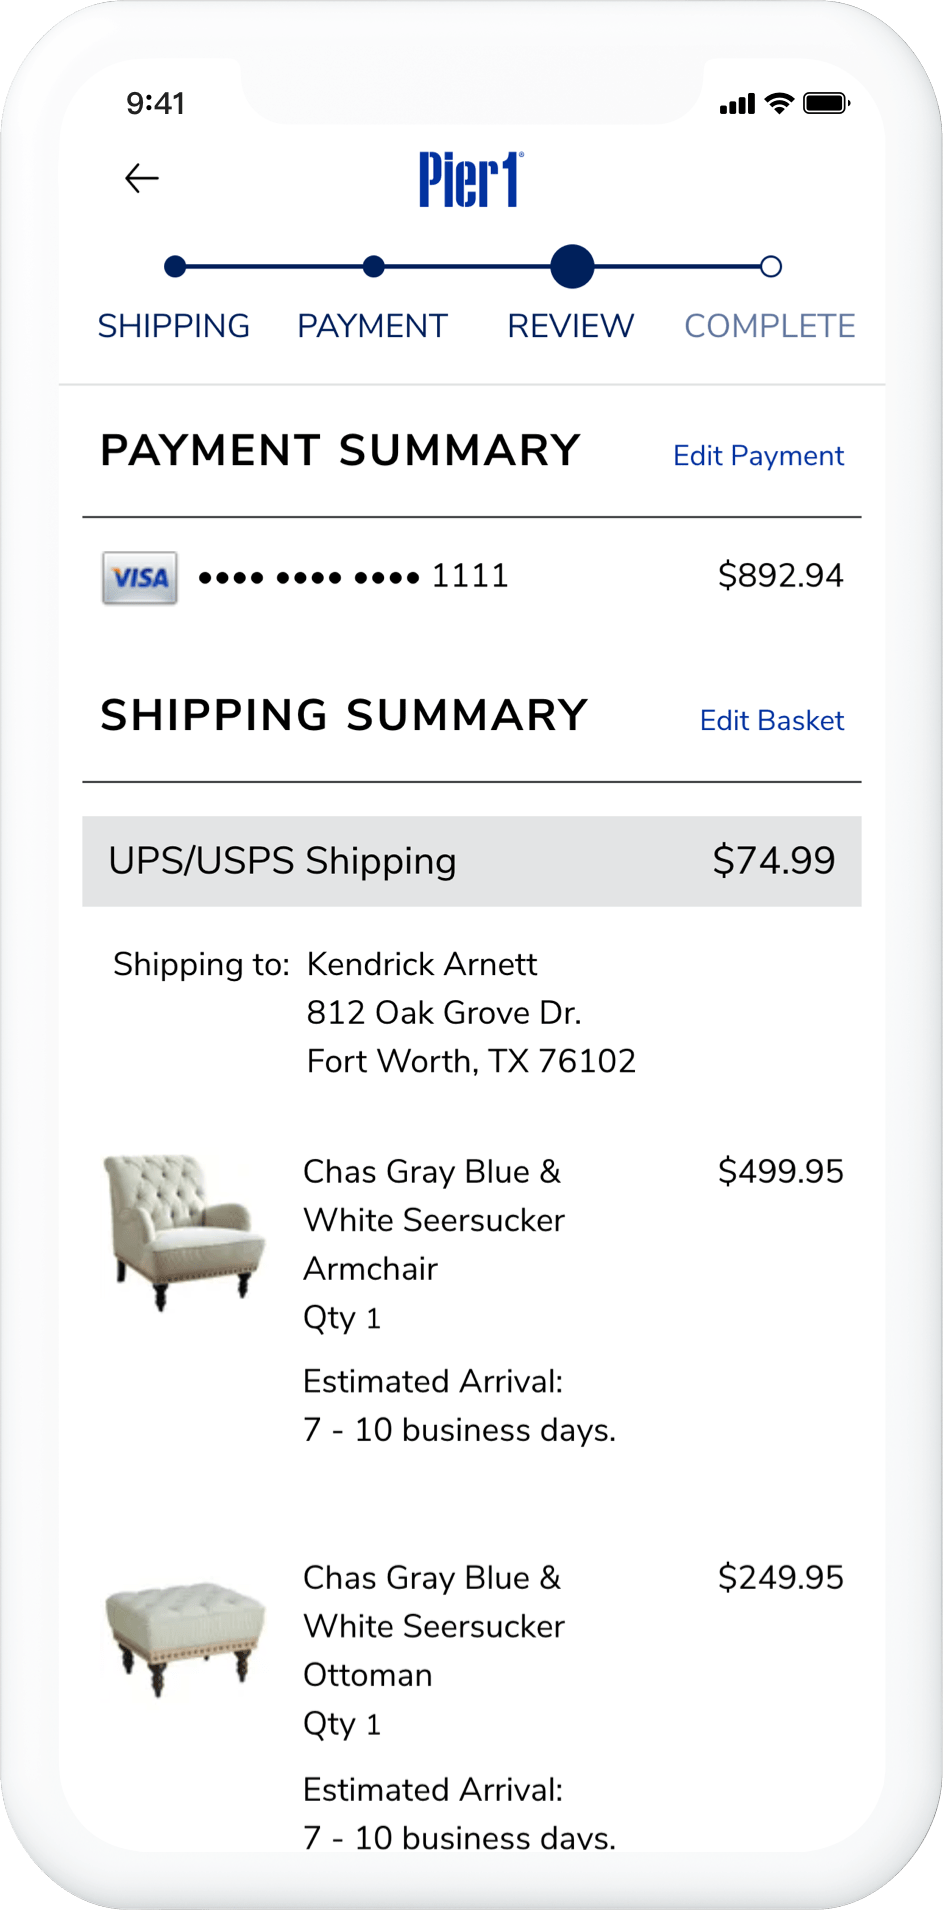 9:41
Pier1®
SHIPPING PAYMENT REVIEW COMPLETE
PAYMENT SUMMARY Edit Payment
VISA •••• •••• •••• 1111 $892.94
SHIPPING SUMMARY Edit Basket
UPS/USPS Shipping $74.99
Shipping to: Kendrick Arnett
812 Oak Grove Dr.
Fort Worth, TX 76102
Chas Gray Blue & $499.95
White Seersucker
Armchair
Qty 1
Estimated Arrival:
7 - 10 business days.
Chas Gray Blue & $249.95
White Seersucker
Ottoman
Qty 1
Estimated Arrival:
7 - 10 business days.